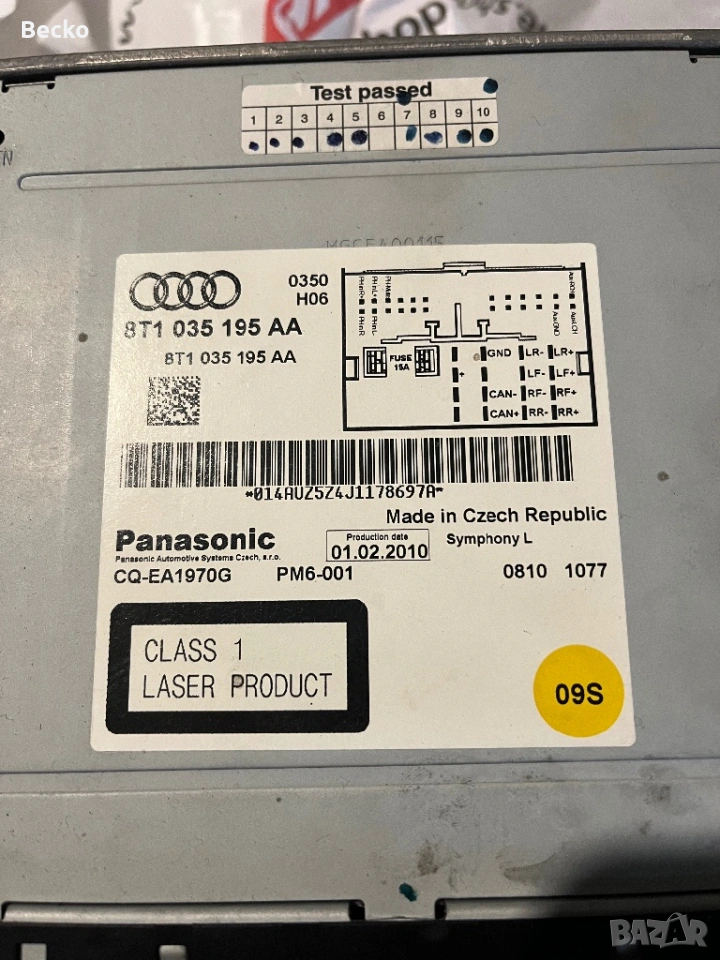 Becko
Test passed
1 2 3 4 5 6 7 8 9 10
0350
H06
8T1 035 195 AA
8T1 035 195 AA
FUSE
15A
GND LR- LR+
+ LF- LF+
CAN- RF- RF+
CAN+ RR- RR+
*014AUZ5Z4J1178697A*
Made in Czech Republic
Panasonic
Panasonic Automotive Systems Czech, s.r.o.
Production date
01.02.2010
Symphony L
CQ-EA1970G PM6-001 0810 1077
CLASS 1
LASER PRODUCT
09S
BAZAR